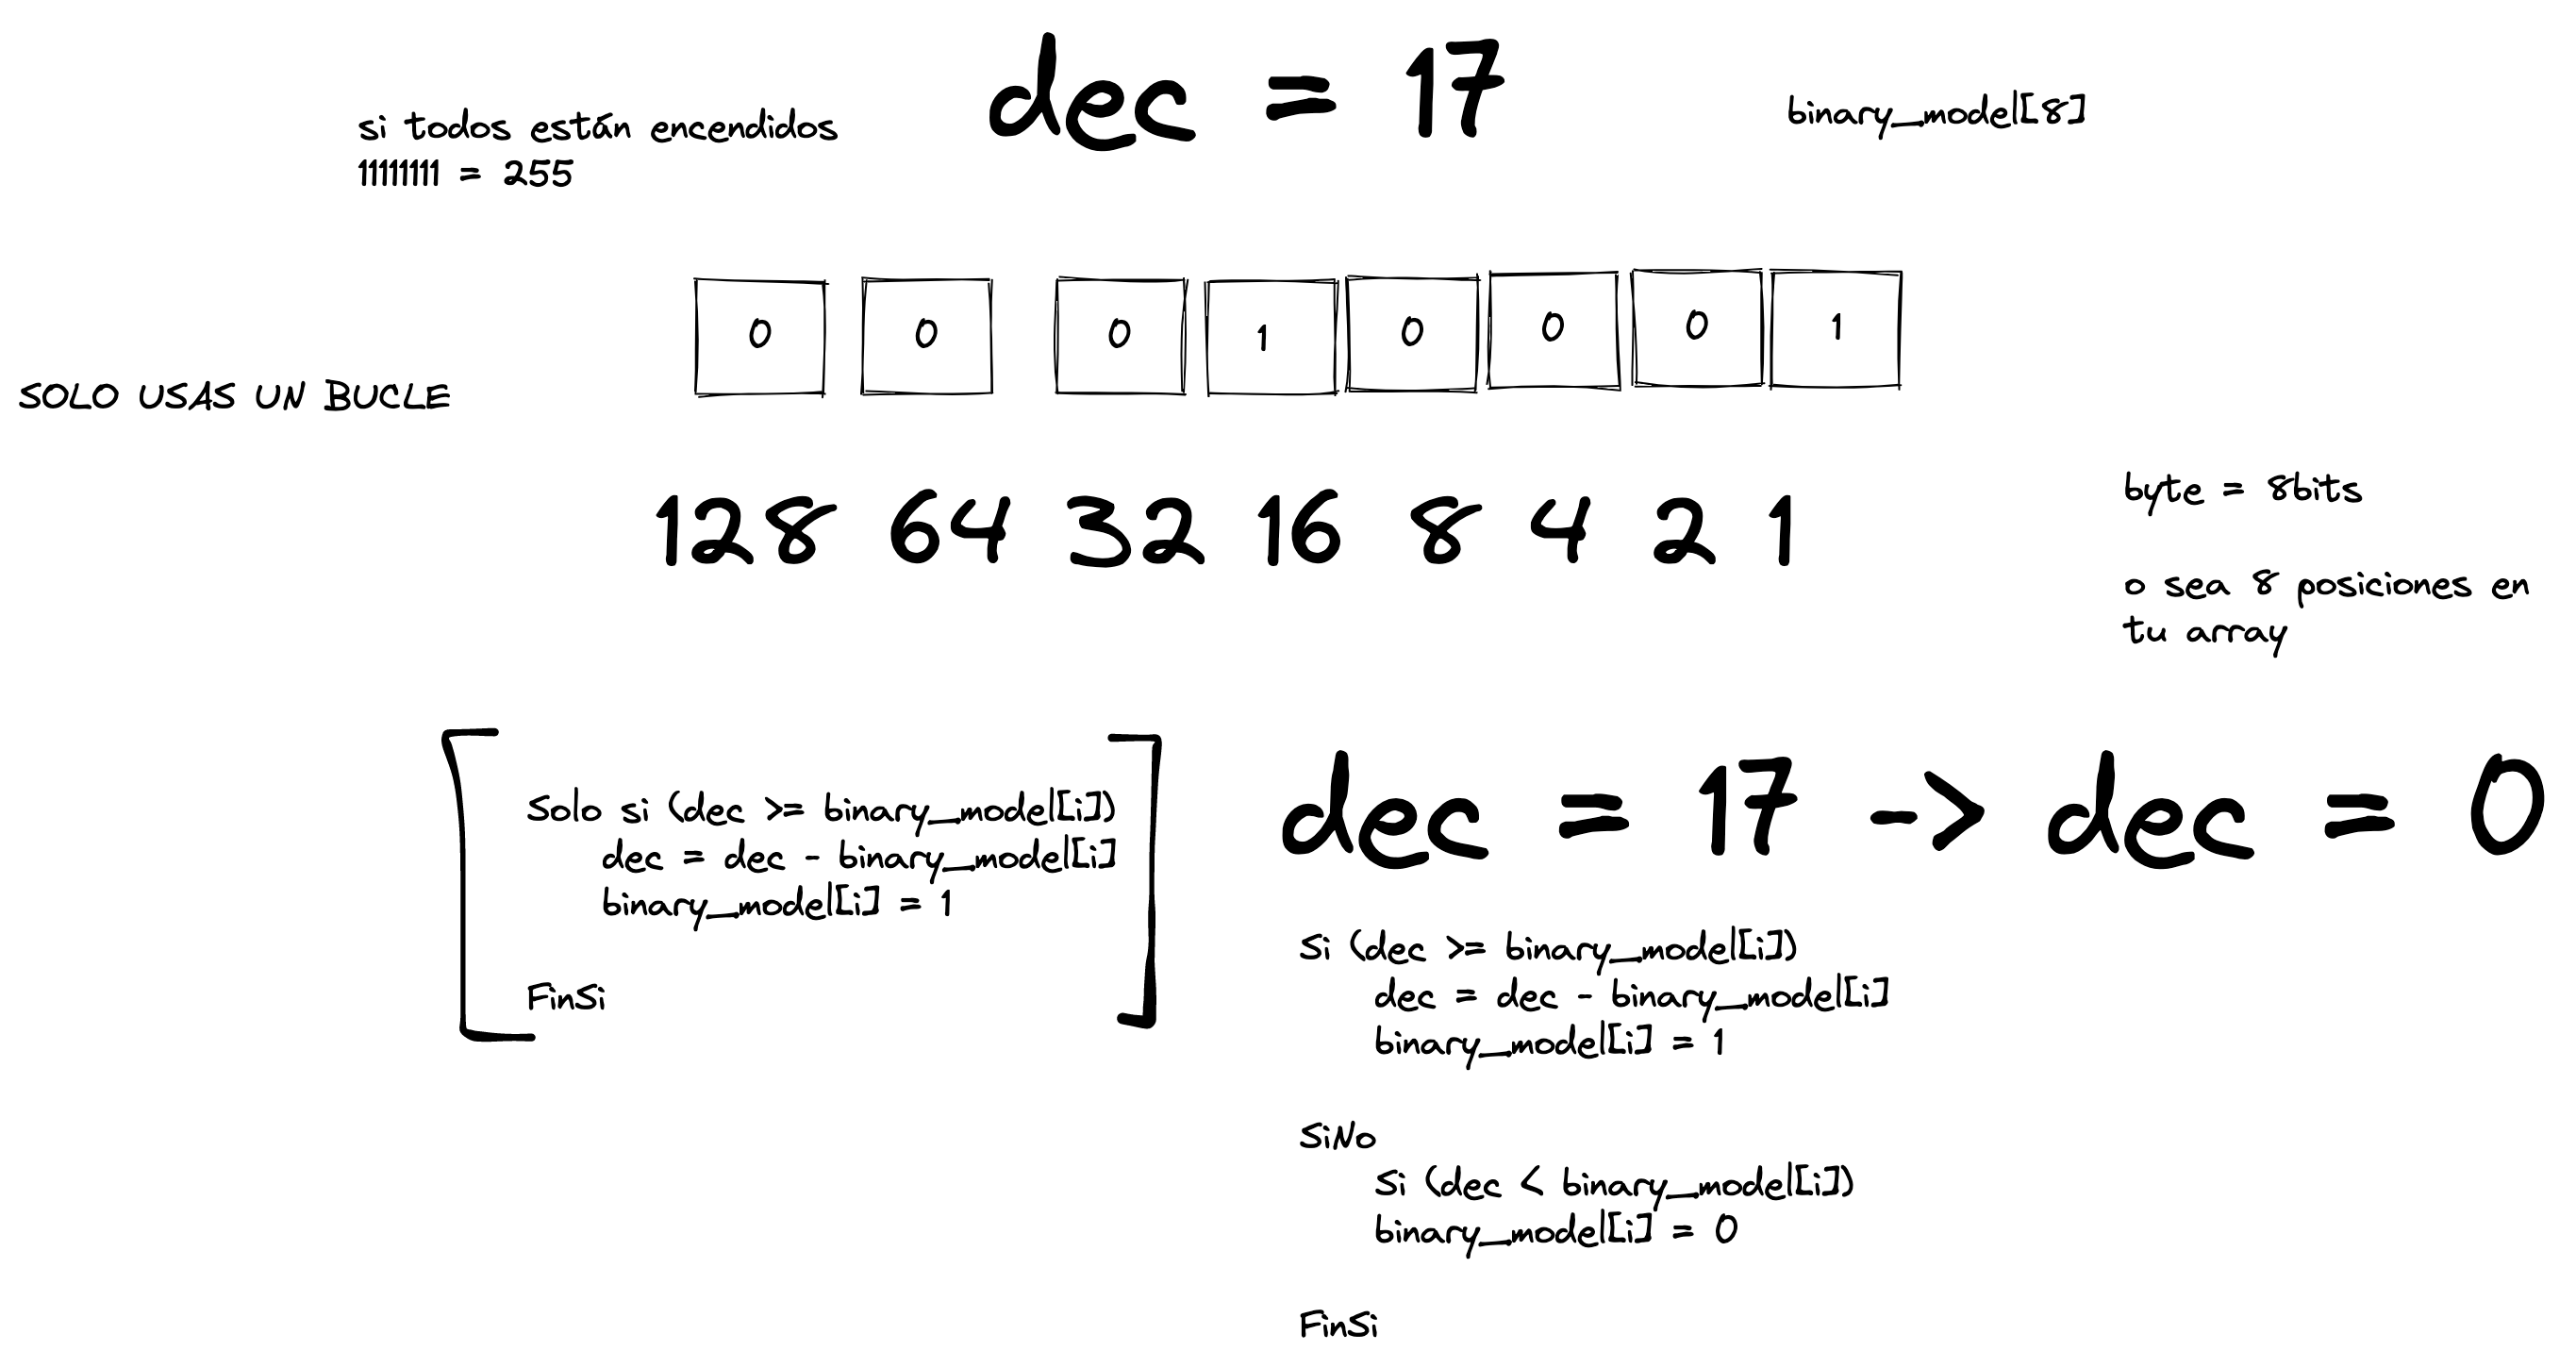 dec = 17
si todos están encendidos
11111111 = 255
binary_model[8]
0 0 0 1 0 0 0 1
SOLO USAS UN BUCLE
128 64 32 16 8 4 2 1
byte = 8bits
o sea 8 posiciones en
tu array
Solo si (dec >= binary_model[i])
dec = dec - binary_model[i]
binary_model[i] = 1
FinSi
dec = 17 -> dec = 0
Si (dec >= binary_model[i])
dec = dec - binary_model[i]
binary_model[i] = 1
SiNo
Si (dec < binary_model[i])
binary_model[i] = 0
FinSi